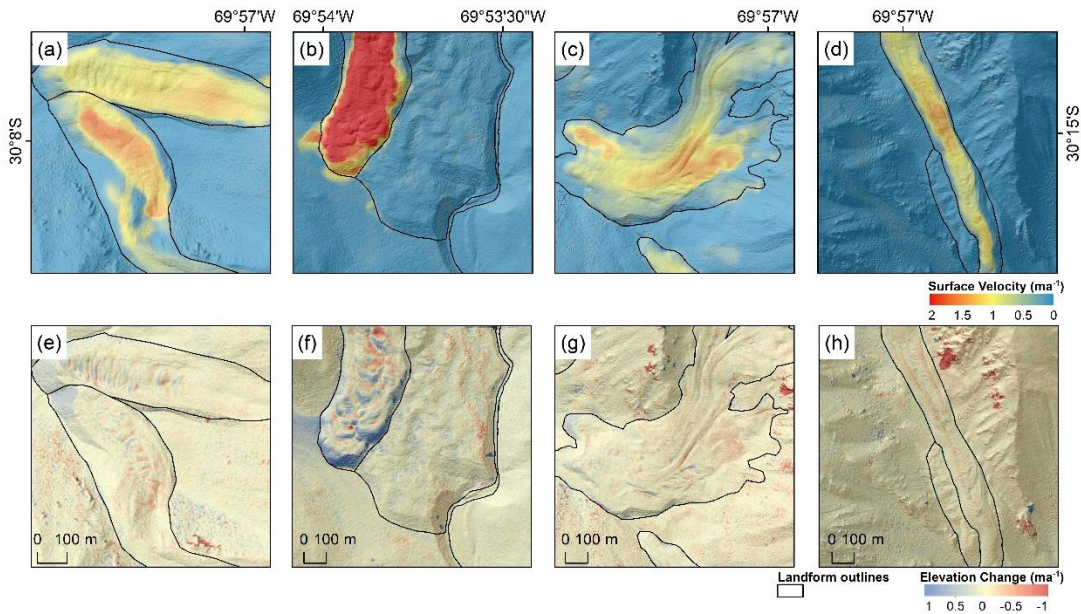 69°57'W 69°54'W 69°53'30"W 69°57'W 69°57'W
(a) (b) (c) (d)
30°8'S
30°15'S
Surface Velocity (ma⁻¹)
2 1.5 1 0.5 0
(e) (f) (g) (h)
0 100 m 0 100 m 0 100 m 0 100 m
Landform outlines
Elevation Change (ma⁻¹)
1 0.5 0 -0.5 -1